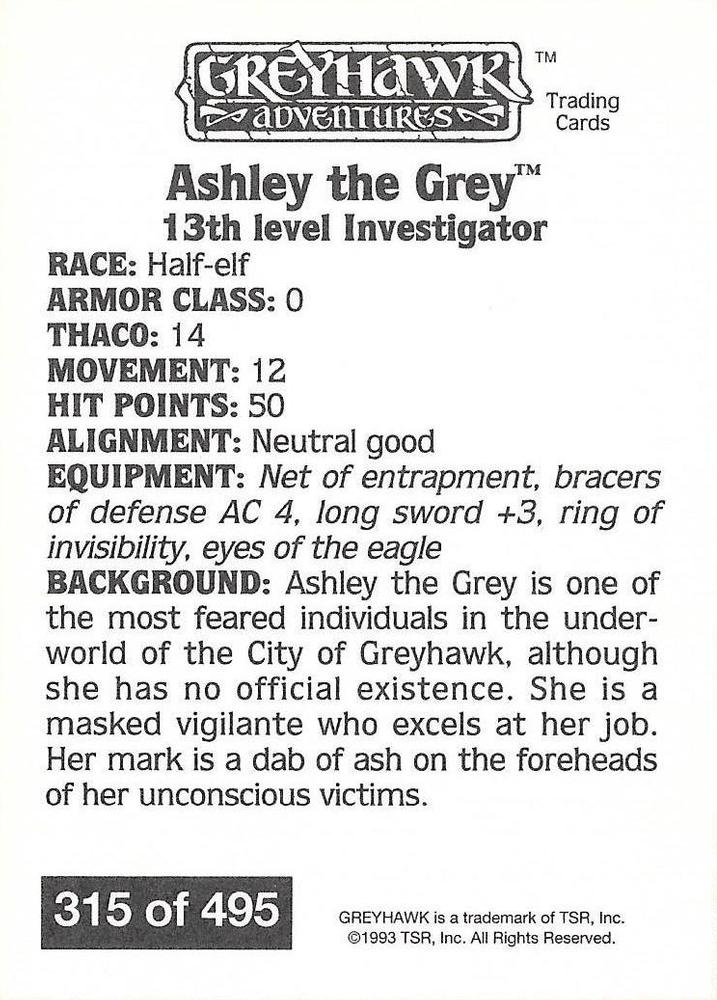 GREYHAWK™
ADVENTURES
Trading
Cards
Ashley the Grey™
13th level Investigator
RACE: Half-elf
ARMOR CLASS: 0
THACO: 14
MOVEMENT: 12
HIT POINTS: 50
ALIGNMENT: Neutral good
EQUIPMENT: Net of entrapment, bracers
of defense AC 4, long sword +3, ring of
invisibility, eyes of the eagle
BACKGROUND: Ashley the Grey is one of
the most feared individuals in the under-
world of the City of Greyhawk, although
she has no official existence. She is a
masked vigilante who excels at her job.
Her mark is a dab of ash on the foreheads
of her unconscious victims.
315 of 495
GREYHAWK is a trademark of TSR, Inc.
©1993 TSR, Inc. All Rights Reserved.